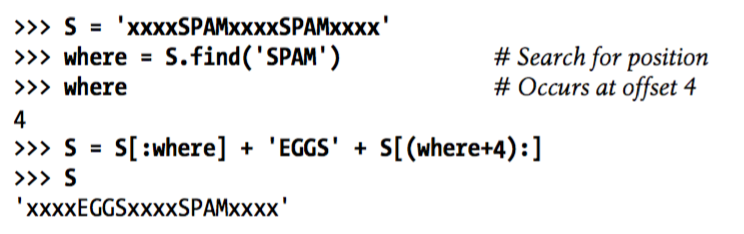 >>> S = 'xxxxSPAMxxxxSPAMxxxx'
>>> where = S.find('SPAM') # Search for position
>>> where # Occurs at offset 4
4
>>> S = S[:where] + 'EGGS' + S[(where+4):]
>>> S
'xxxxEGGSxxxxSPAMxxxx'